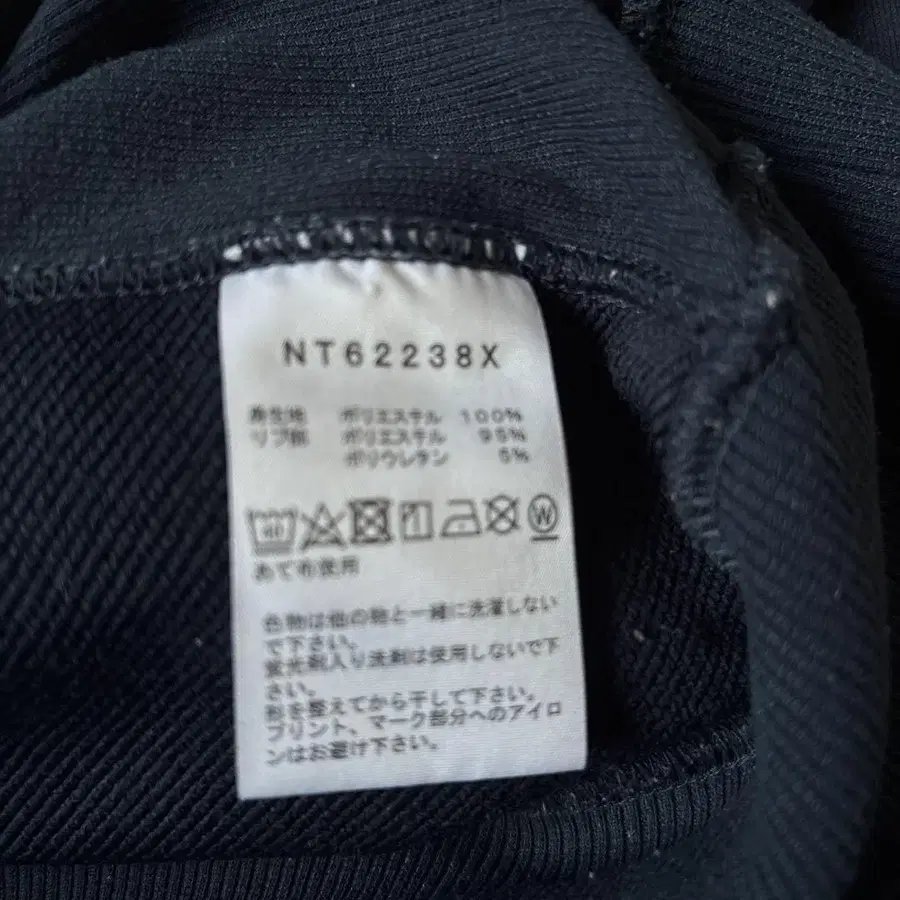 NT62238X
身生地 ポリエステル 100%
リブ部 ポリエステル 95%
ポリウレタン 5%
40 W
あて布使用
色物は他の物と一緒に洗濯しない
で下さい。
蛍光剤入り洗剤は使用しないで下
さい。
形を整えてから干して下さい。
プリント、マーク部分へのアイロ
ンはお避け下さい。